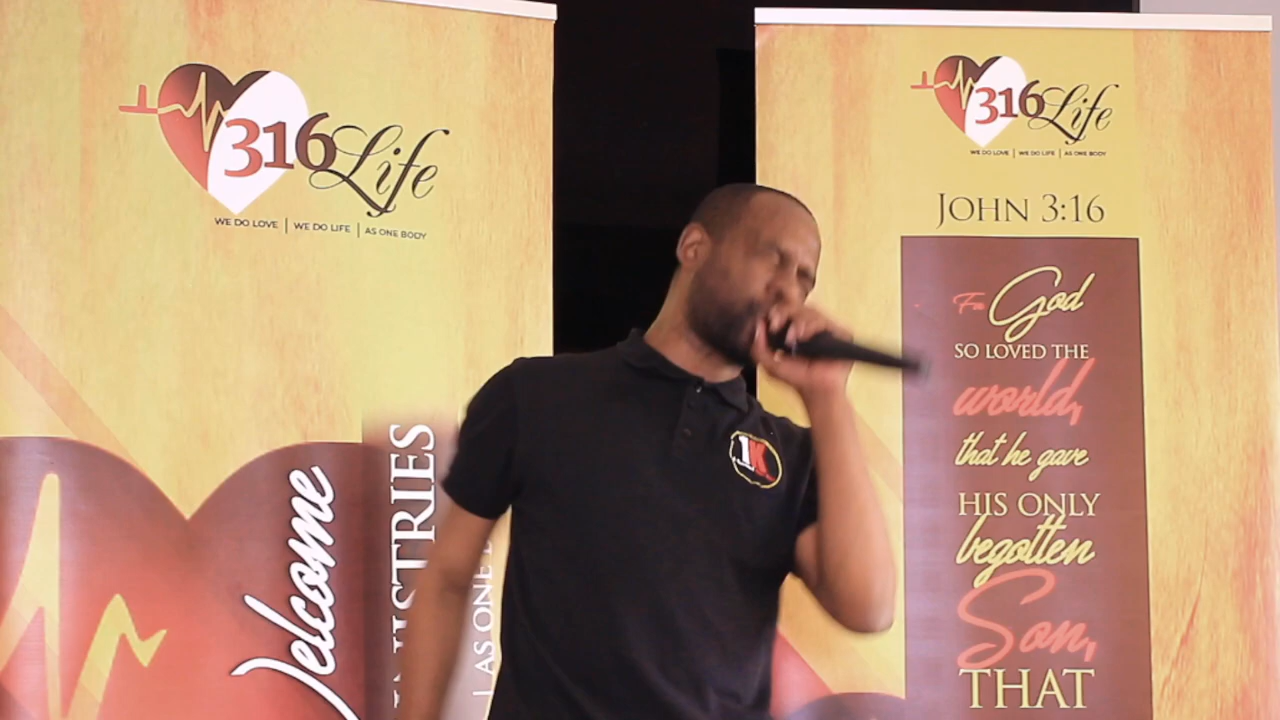 316 Life
WE DO LOVE | WE DO LIFE | AS ONE BODY
Welcome
AS ONE
316 Life
WE DO LOVE | WE DO LIFE | AS ONE BODY
JOHN 3:16
For God
SO LOVED THE
world,
that he gave
HIS ONLY
begotten
Son,
THAT
1K